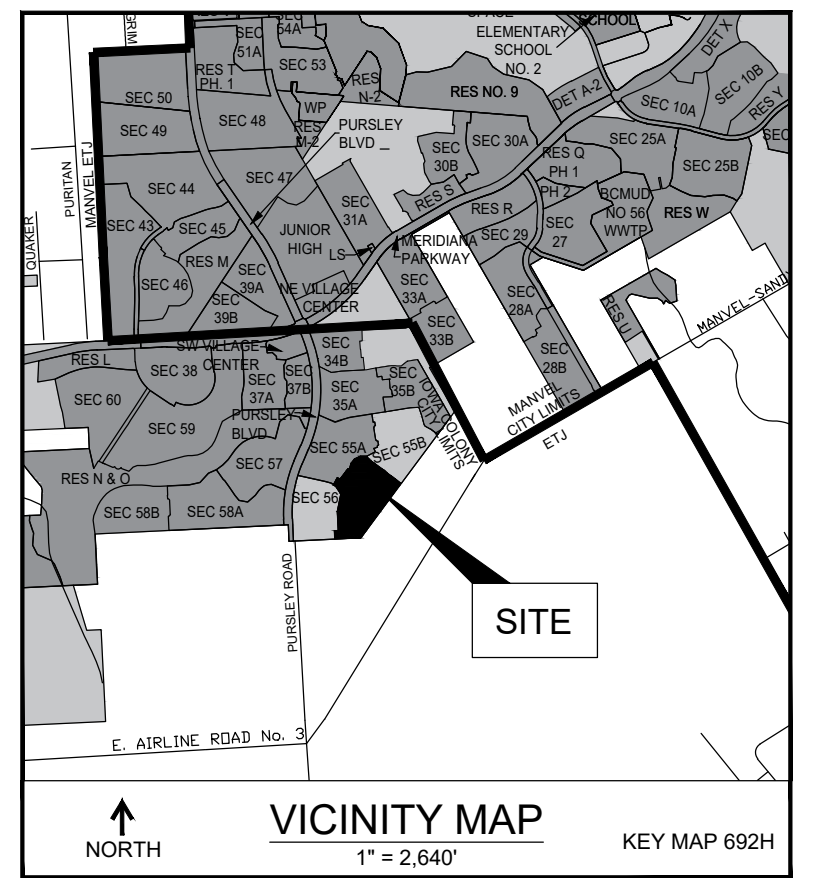 GRIM
SEC
51A
SEC
54A
SPACE
ELEMENTARY
SCHOOL
NO. 2
SCHOOL
DET X
SEC 53
RES T
PH. 1
RES
N-2
RES NO. 9
DET A-2
SEC 10A
SEC 10B
RES Y
SEC
SEC 50
WP
SEC 49
SEC 48
RES
M-2
PURSLEY
BLVD
SEC
30B
SEC 30A
SEC 25A
SEC 25B
RES Q
PH 1
PH 2
BCMUD
NO 56
WWTP
RES W
PURITAN
MANVEL ETJ
QUAKER
SEC 44
SEC 47
SEC
31A
RES S
RES R
SEC 29
SEC
27
SEC 43
SEC 45
JUNIOR
HIGH
LS
MERIDIANA
PARKWAY
RES M
SEC
39A
SEC 46
SEC
39B
NE VILLAGE
CENTER
SEC
33A
SEC
33B
SEC
28A
SEC
28B
RES U
MANVEL-SAND
MANVEL
CITY LIMITS
ETJ
SW VILLAGE
CENTER
SEC
34B
RES L
SEC 38
SEC
37A
SEC
37B
SEC
35A
SEC
35B
IOWA COLONY
CITY LIMITS
SEC 60
SEC 59
PURSLEY
BLVD
SEC 55A
SEC 55B
SEC 57
RES N & O
SEC 56
SEC 58B
SEC 58A
PURSLEY ROAD
SITE
E. AIRLINE ROAD No. 3
NORTH
VICINITY MAP
1" = 2,640'
KEY MAP 692H